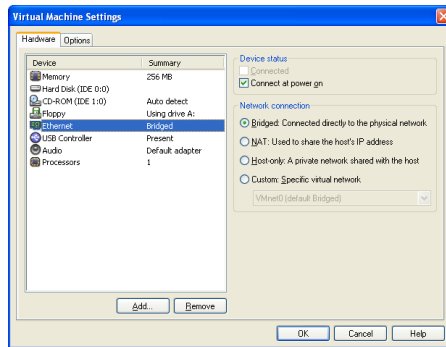 Virtual Machine Settings
Hardware Options
Device Summary
Memory 256 MB
Hard Disk (IDE 0:0)
CD-ROM (IDE 1:0) Auto detect
Floppy Using drive A:
Ethernet Bridged
USB Controller Present
Audio Default adapter
Processors 1
Add... Remove
Device status
Connected
Connect at power on
Network connection
Bridged: Connected directly to the physical network
NAT: Used to share the host's IP address
Host-only: A private network shared with the host
Custom: Specific virtual network
VMnet0 (default Bridged)
OK Cancel Help